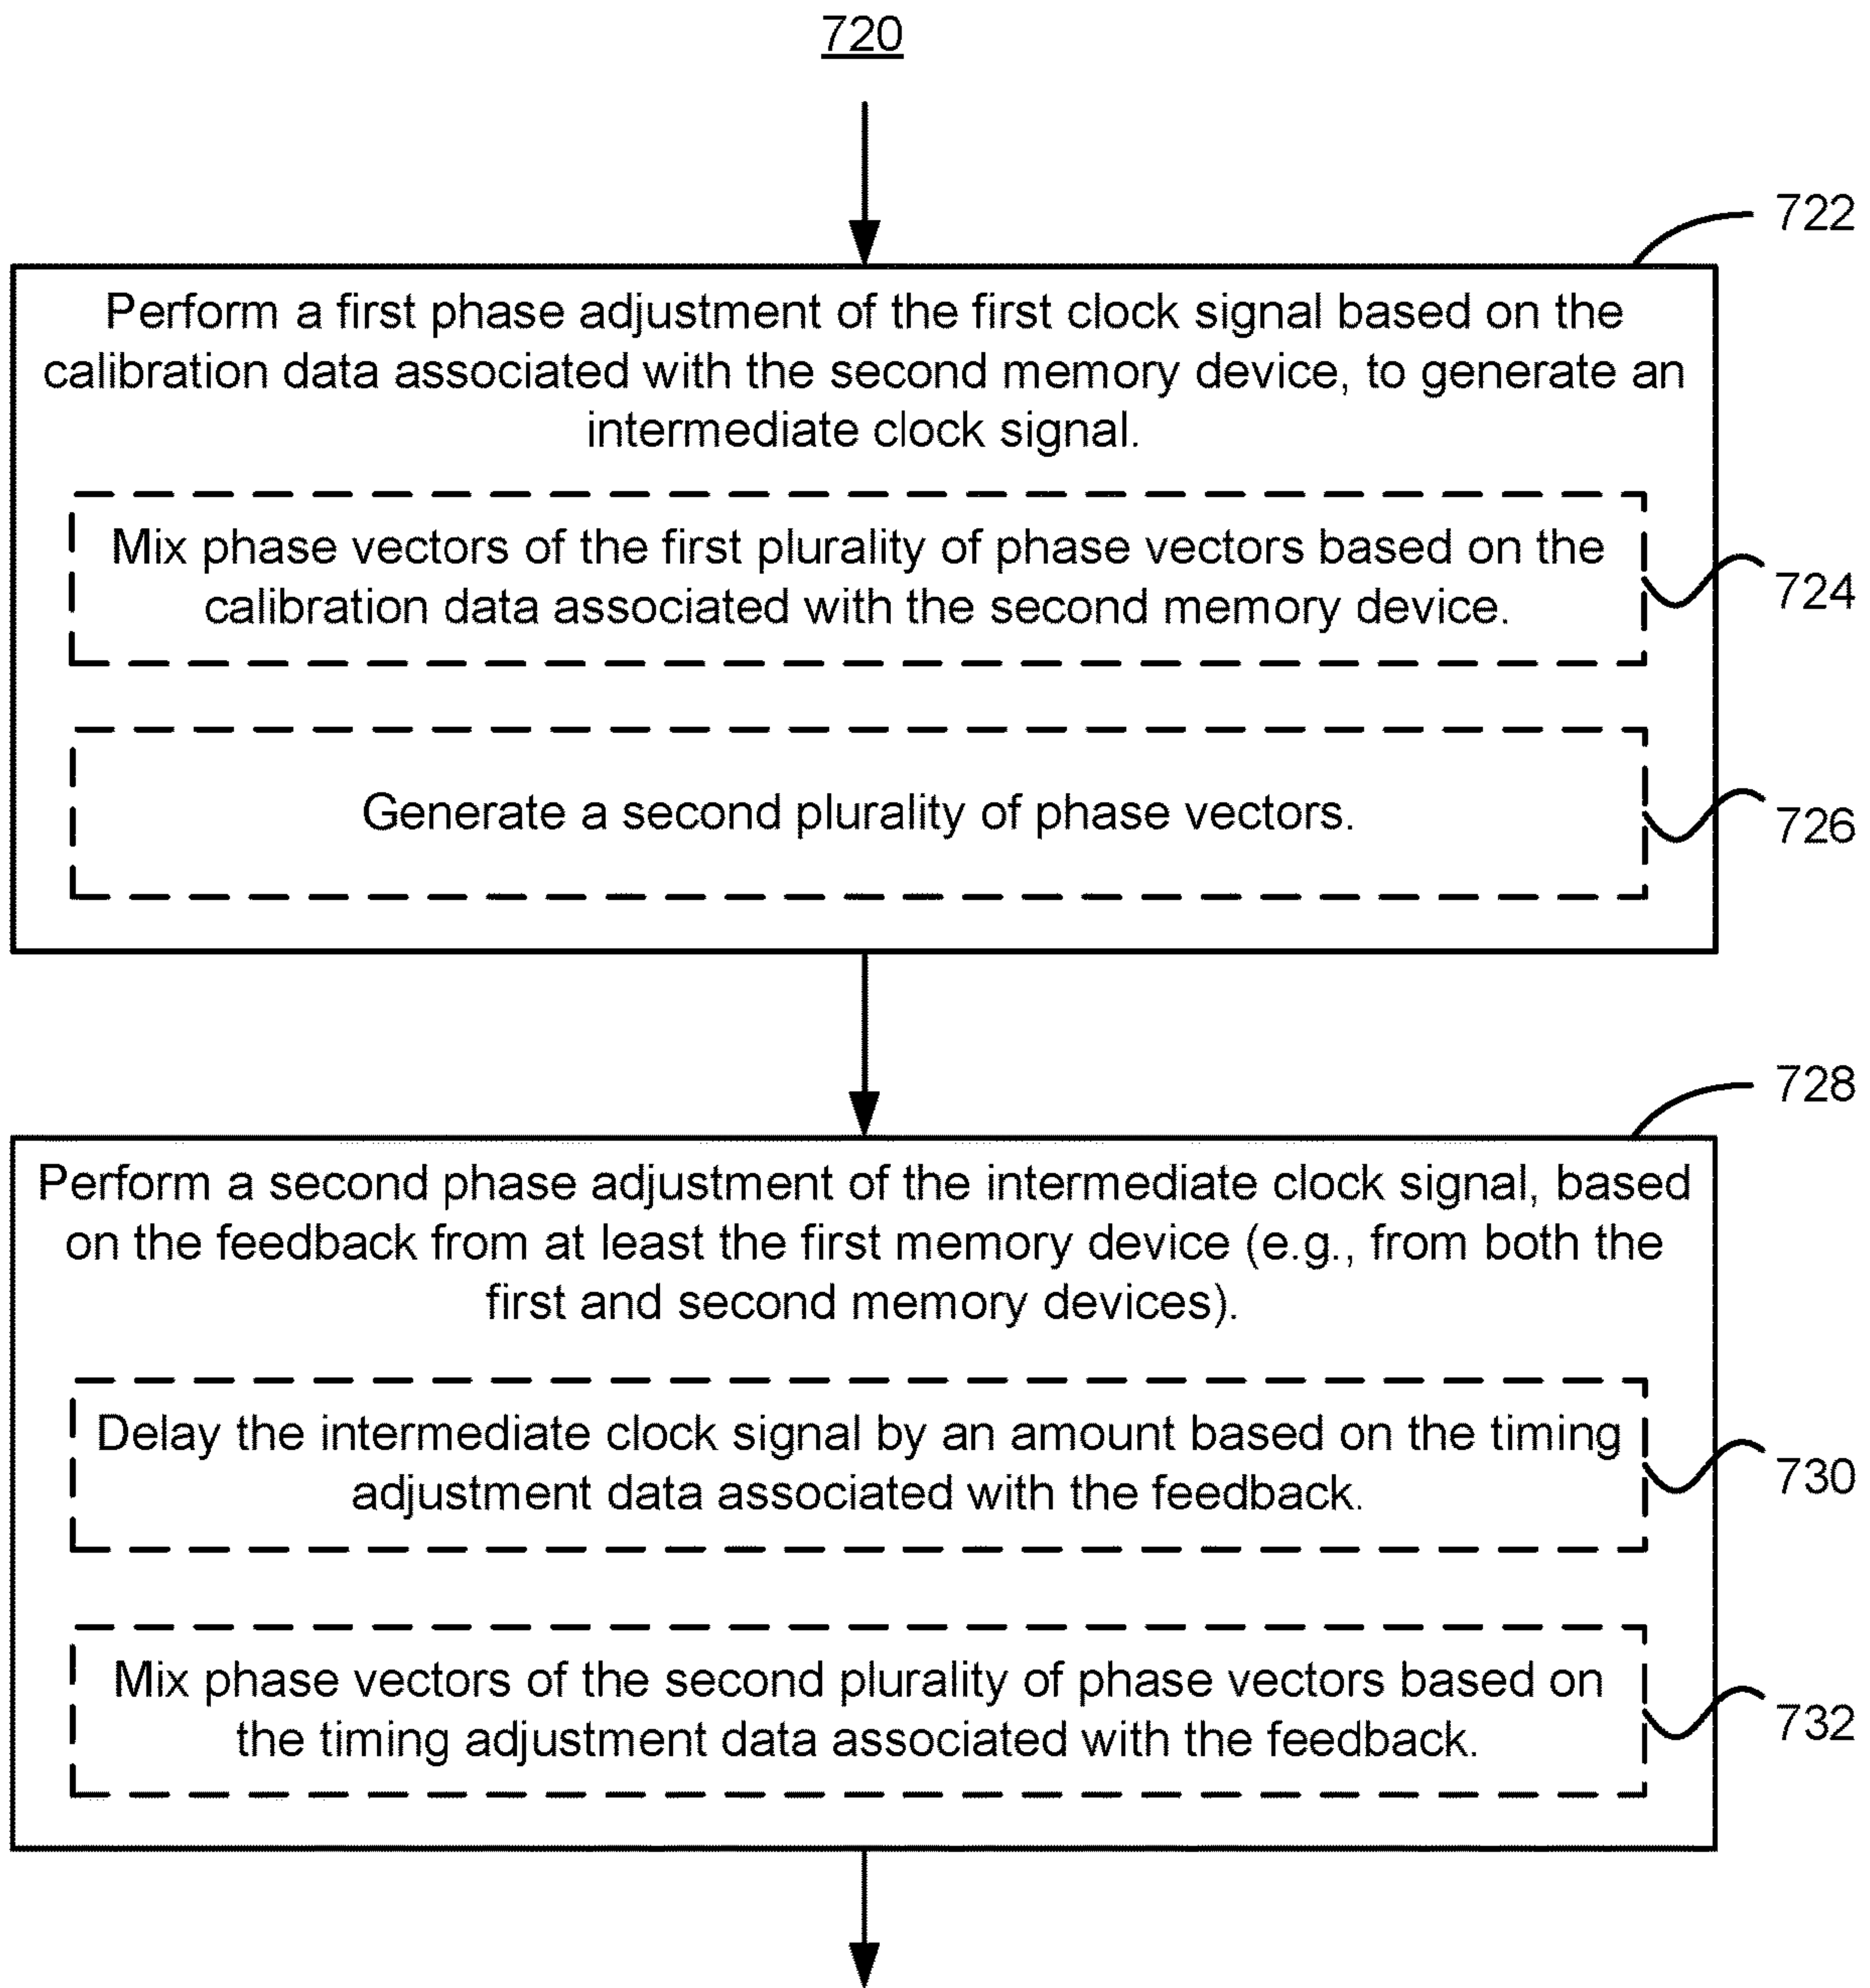 720
722
Perform a first phase adjustment of the first clock signal based on the
calibration data associated with the second memory device, to generate an
intermediate clock signal.
Mix phase vectors of the first plurality of phase vectors based on the
calibration data associated with the second memory device.
724
Generate a second plurality of phase vectors.
726
728
Perform a second phase adjustment of the intermediate clock signal, based
on the feedback from at least the first memory device (e.g., from both the
first and second memory devices).
Delay the intermediate clock signal by an amount based on the timing
adjustment data associated with the feedback.
730
Mix phase vectors of the second plurality of phase vectors based on
the timing adjustment data associated with the feedback.
732